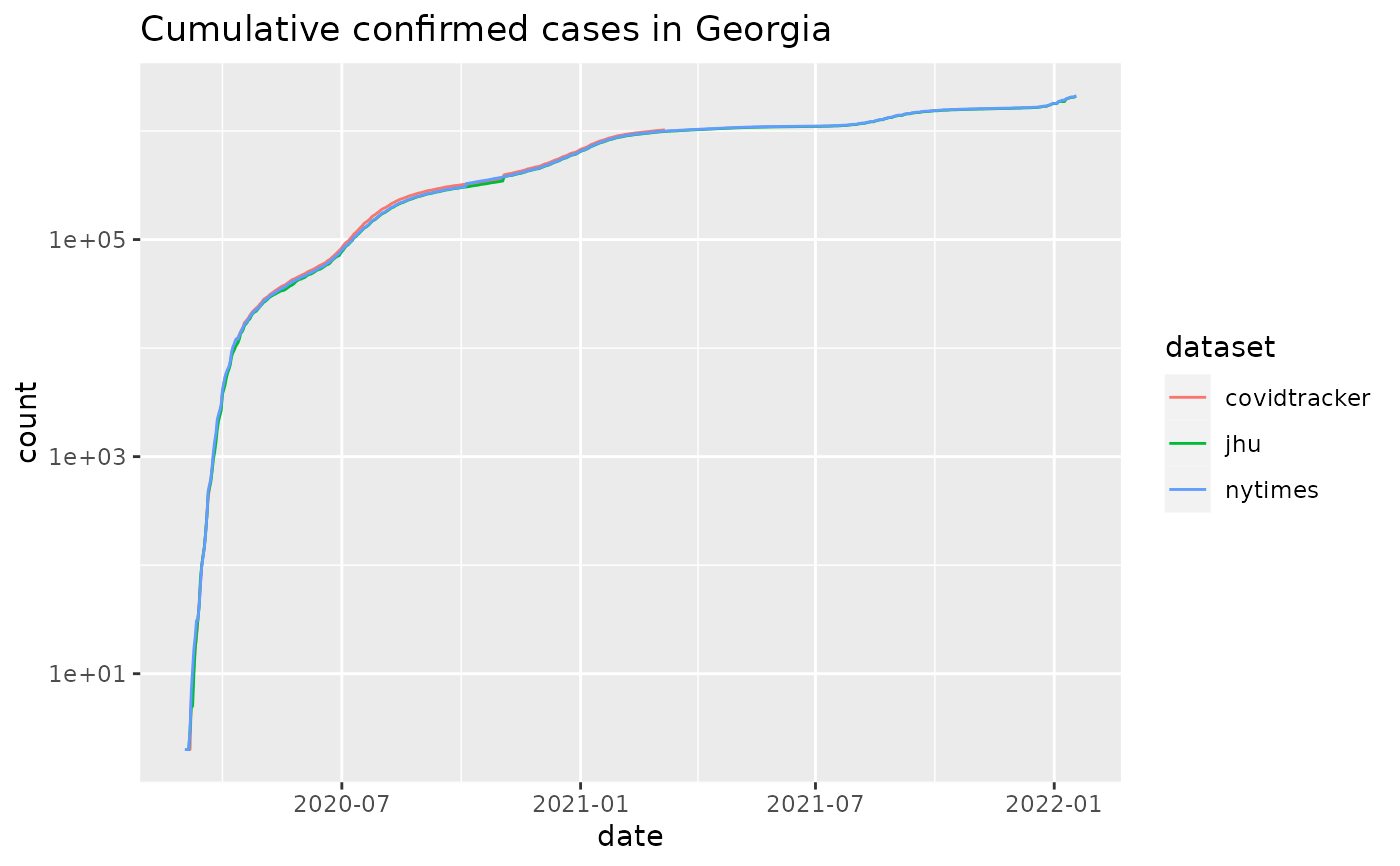 Cumulative confirmed cases in Georgia
count
1e+05
1e+03
1e+01
2020-07
2021-01
2021-07
2022-01
date
dataset
covidtracker
jhu
nytimes